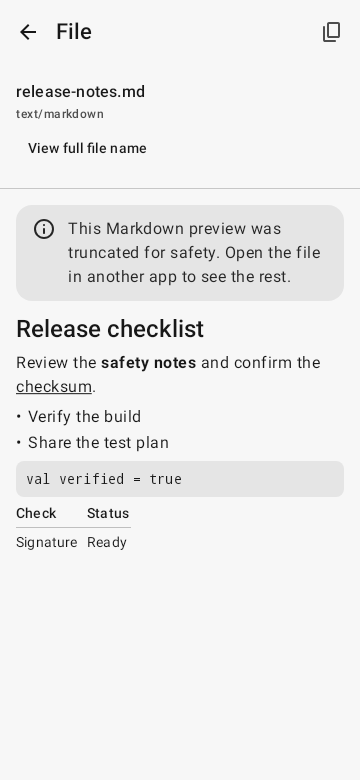 File
release-notes.md
text/markdown
View full file name
This Markdown preview was
truncated for safety. Open the file
in another app to see the rest.
Release checklist
Review the safety notes and confirm the
checksum.
• Verify the build
• Share the test plan
val verified = true
Check Status
Signature Ready